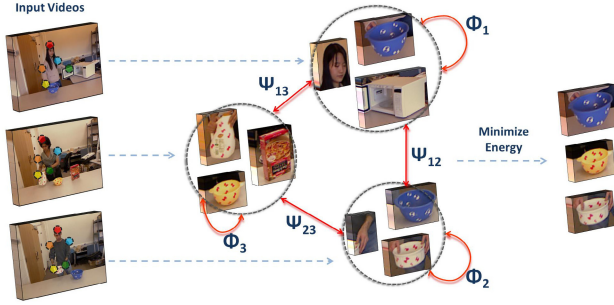 Input Videos
Φ1
Ψ13
Ψ12
Minimize
Energy
Φ3
Ψ23
Φ2